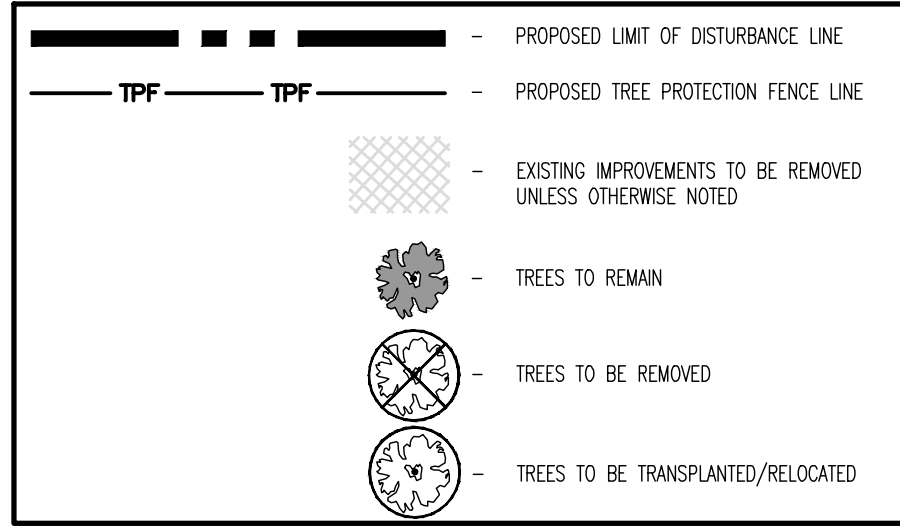 - PROPOSED LIMIT OF DISTURBANCE LINE
TPF TPF - PROPOSED TREE PROTECTION FENCE LINE
- EXISTING IMPROVEMENTS TO BE REMOVED
UNLESS OTHERWISE NOTED
- TREES TO REMAIN
- TREES TO BE REMOVED
- TREES TO BE TRANSPLANTED/RELOCATED